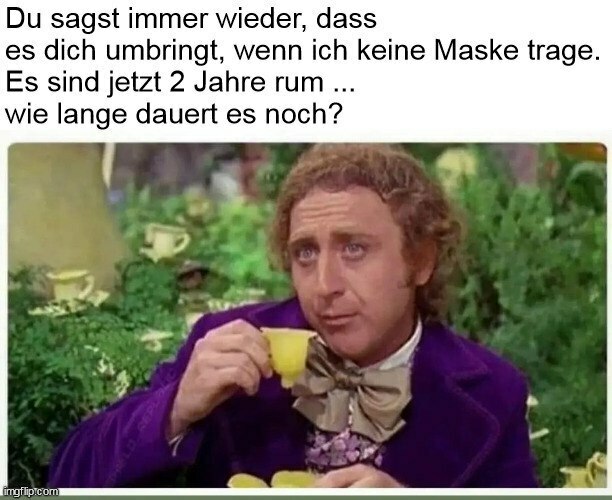 Du sagst immer wieder, dass
es dich umbringt, wenn ich keine Maske trage.
Es sind jetzt 2 Jahre rum ...
wie lange dauert es noch?
imgflip.com